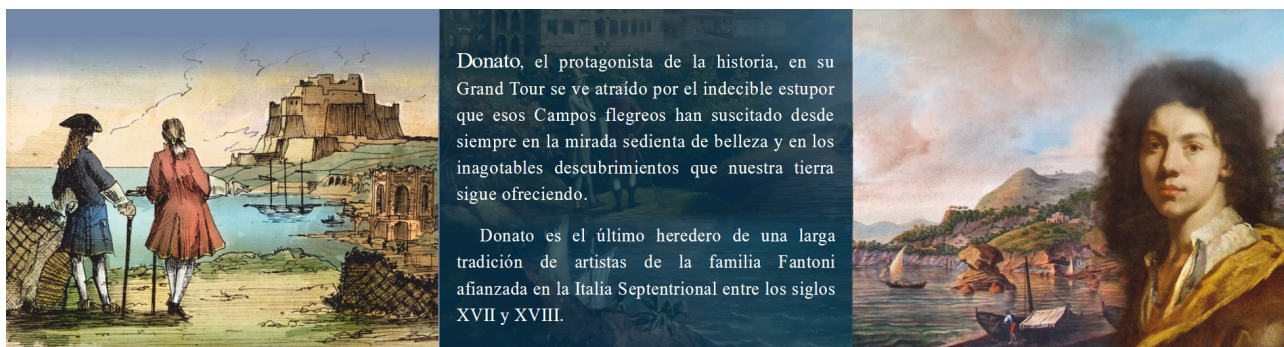 Donato, el protagonista de la historia, en su
Grand Tour se ve atraído por el indecible estupor
que esos Campos flegreos han suscitado desde
siempre en la mirada sedienta de belleza y en los
inagotables descubrimientos que nuestra tierra
sigue ofreciendo.
Donato es el último heredero de una larga
tradición de artistas de la familia Fantoni
afianzada en la Italia Septentrional entre los siglos
XVII y XVIII.